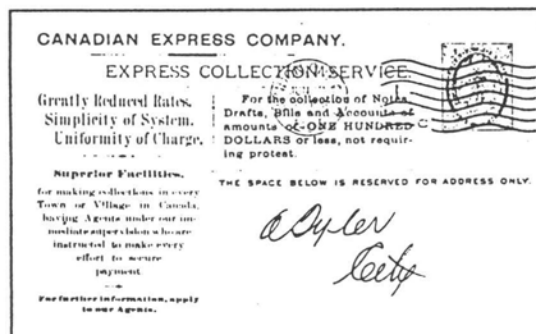 CANADIAN EXPRESS COMPANY.
EXPRESS COLLECTION SERVICE.
Greatly Reduced Rates.
Simplicity of System.
Uniformity of Charge.
For the collection of Notes,
Drafts, Bills and Accounts of
amounts of ONE HUNDRED
DOLLARS or less, not requir-
ing protest.
Superior Facilities.
for making collections in every
Town or Village in Canada,
having Agents under our im-
mediate supervision who are
instructed to make every
effort to secure
payment
For further information, apply
to our Agents.
THE SPACE BELOW IS RESERVED FOR ADDRESS ONLY.
City